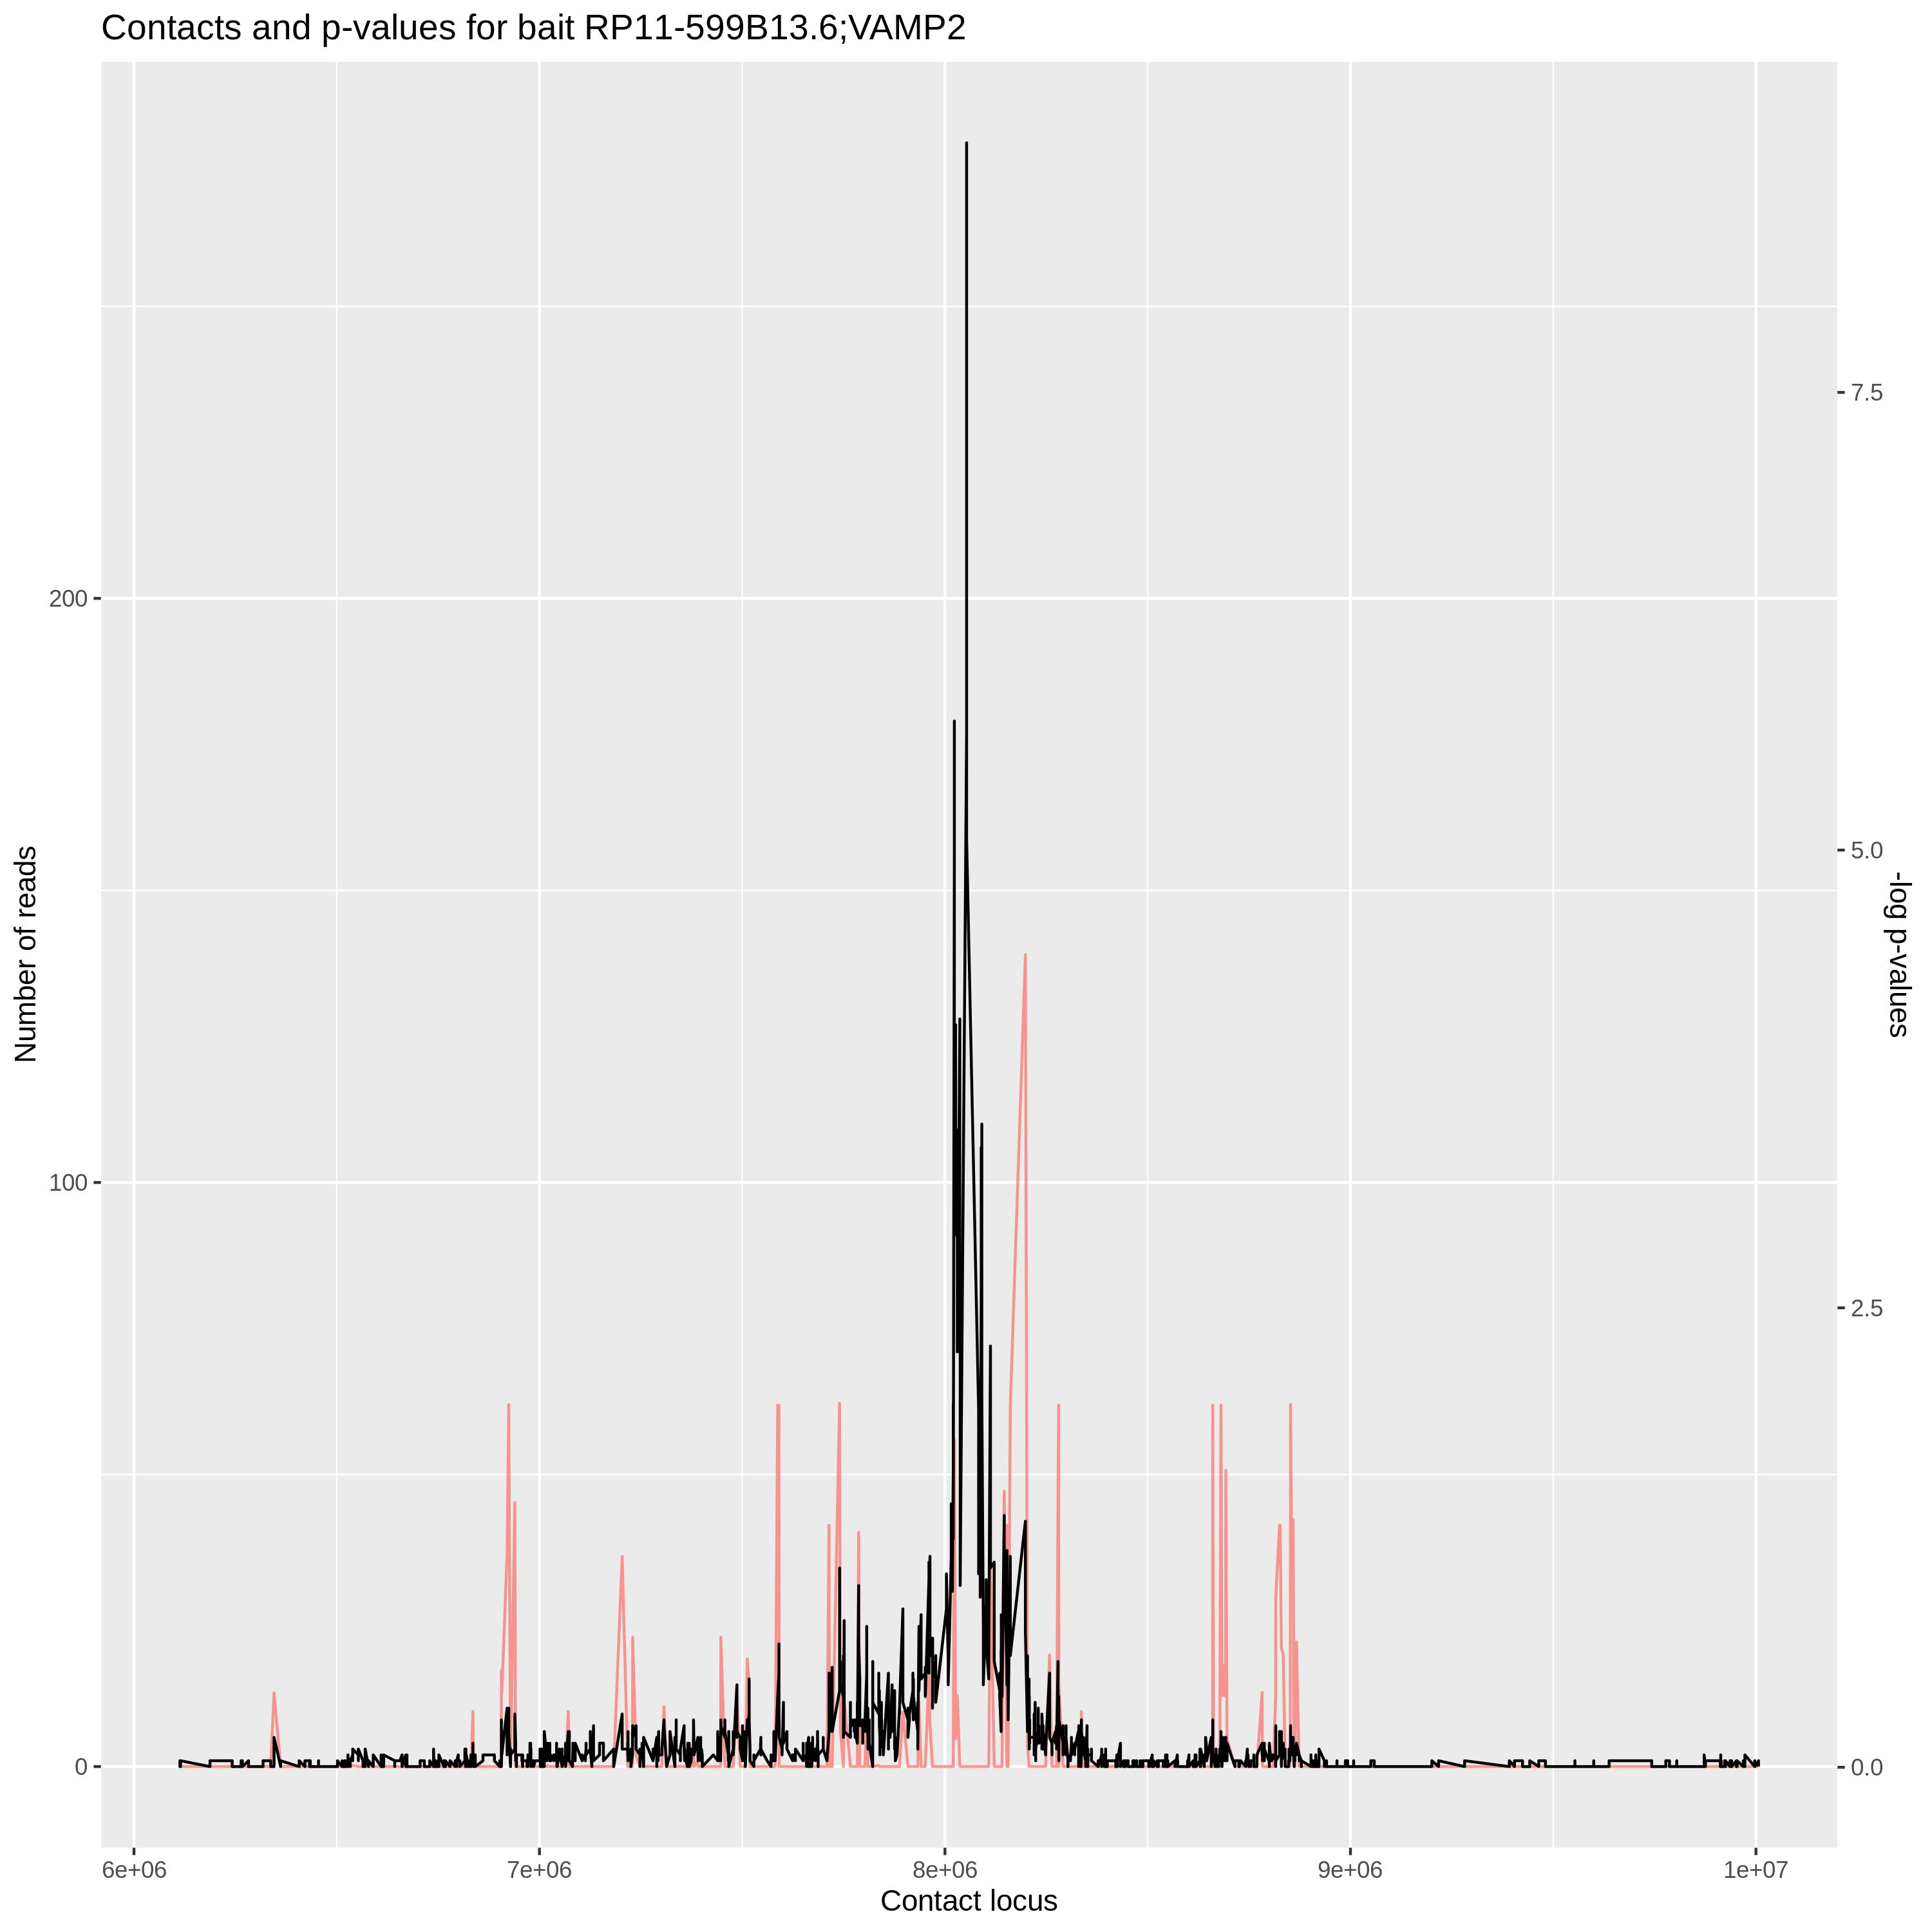 Contacts and p-values for bait RP11-599B13.6;VAMP2
Number of reads
200
100
0
7.5
5.0
2.5
0.0
-log p-values
6e+06 7e+06 8e+06 9e+06 1e+07
Contact locus